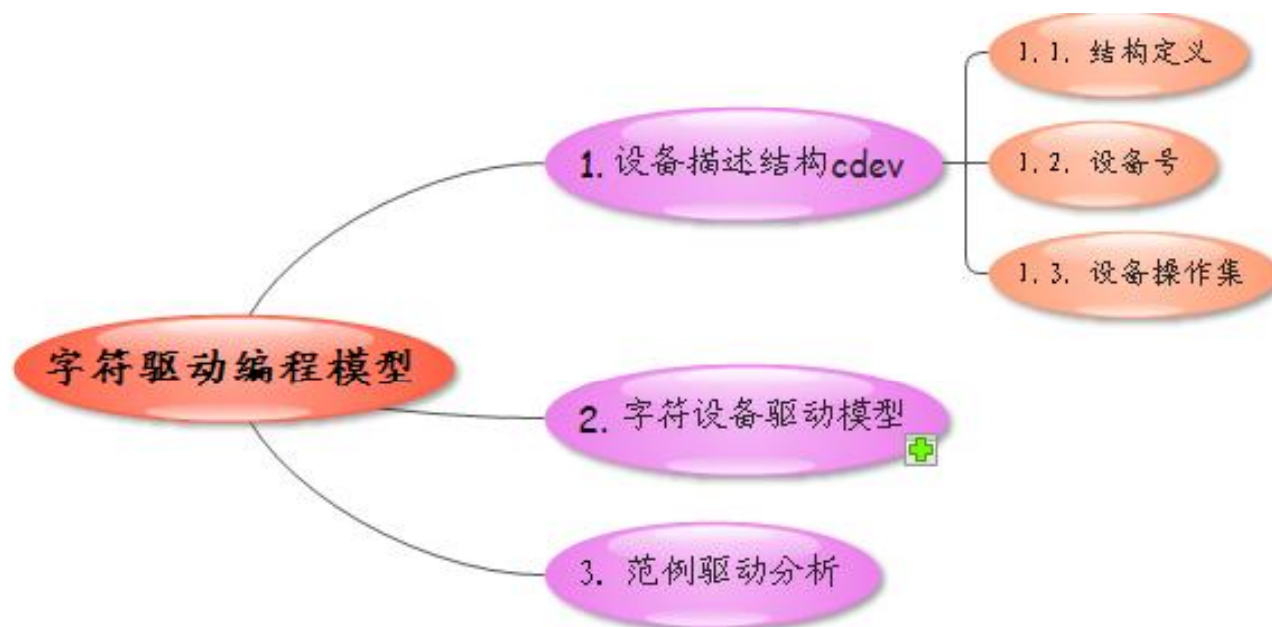 字符驱动编程模型
1. 设备描述结构cdev
1.1. 结构定义
1.2. 设备号
1.3. 设备操作集
2. 字符设备驱动模型
3. 范例驱动分析